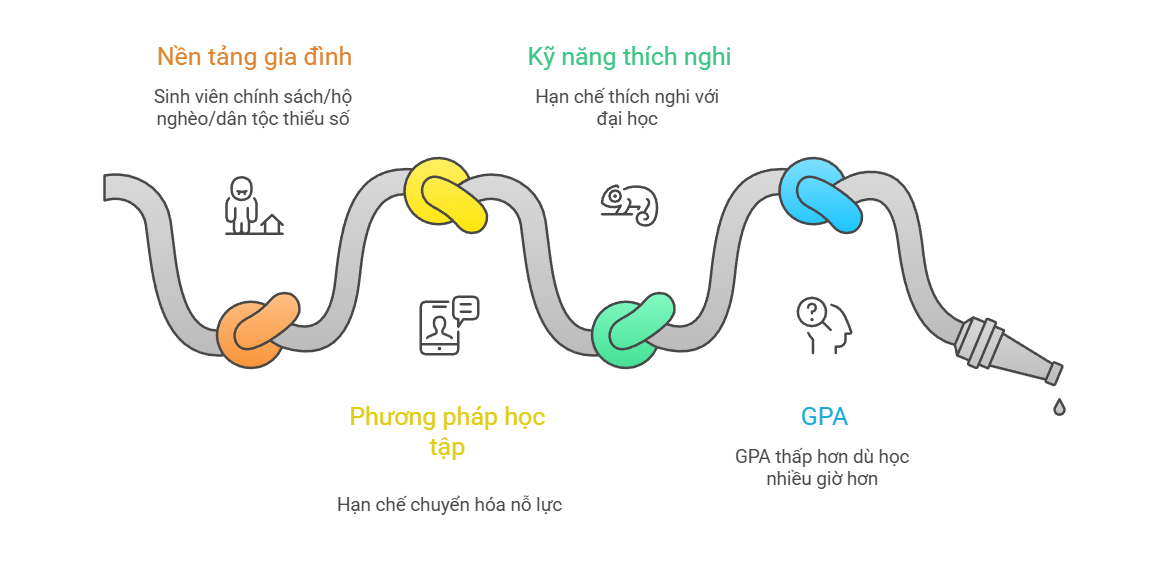 Nền tảng gia đình
Sinh viên chính sách/hộ
nghèo/dân tộc thiểu số
Kỹ năng thích nghi
Hạn chế thích nghi với
đại học
Phương pháp học
tập
Hạn chế chuyển hóa nỗ lực
GPA
GPA thấp hơn dù học
nhiều giờ hơn